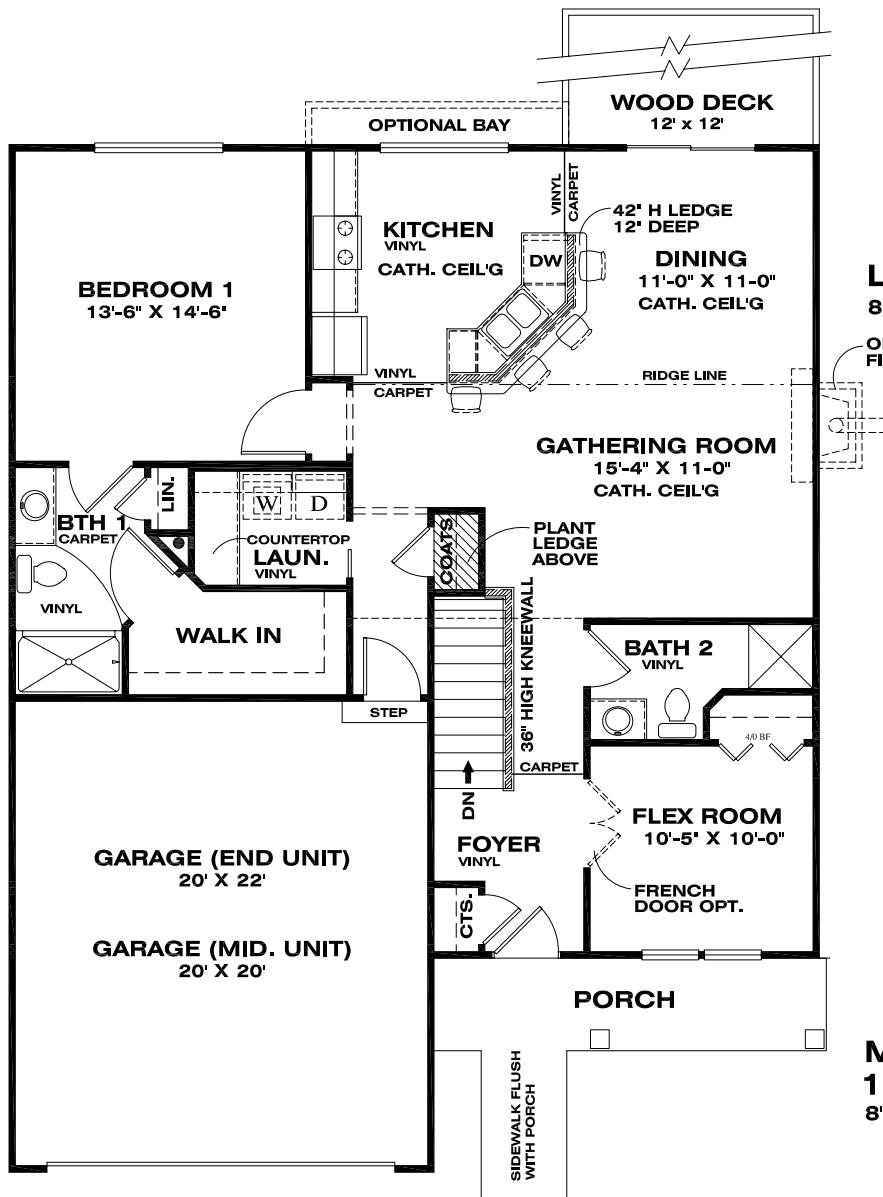 WOOD DECK
12' x 12'
OPTIONAL BAY
VINYL
CARPET
42" H LEDGE
12" DEEP
KITCHEN
VINYL
CATH. CEIL'G
DW
DINING
11'-0" X 11-0"
CATH. CEIL'G
BEDROOM 1
13'-6" X 14'-6"
L
8
VINYL
CARPET
RIDGE LINE
GATHERING ROOM
15'-4" X 11-0"
CATH. CEIL'G
LIN.
W
D
BTH 1
CARPET
COUNTERTOP
LAUN.
VINYL
COATS
PLANT
LEDGE
ABOVE
VINYL
WALK IN
36" HIGH KNEEWALL
BATH 2
VINYL
STEP
4/0 BF
CARPET
DN
FOYER
VINYL
FLEX ROOM
10'-5" X 10'-0"
FRENCH
DOOR OPT.
GARAGE (END UNIT)
20' X 22'
GARAGE (MID. UNIT)
20' X 20'
CTS.
PORCH
SIDEWALK FLUSH
WITH PORCH
M
1
8'